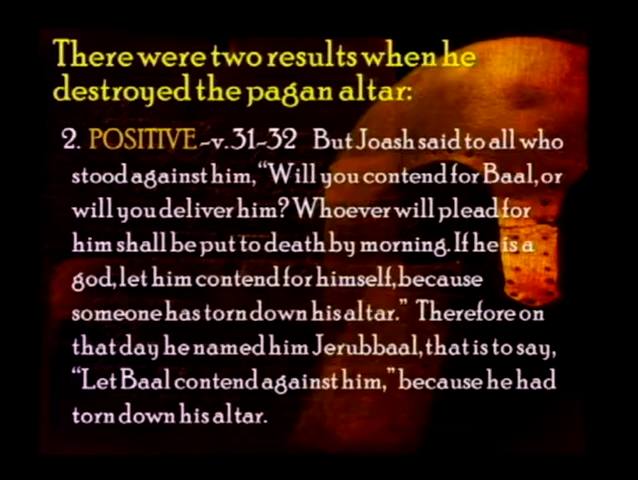 There were two results when he
destroyed the pagan altar:
2. POSITIVE ~v.31-32 But Joash said to all who
stood against him, “Will you contend for Baal, or
will you deliver him? Whoever will plead for
him shall be put to death by morning. If he is a
god, let him contend for himself, because
someone has torn down his altar.” Therefore on
that day he named him Jerubbaal, that is to say,
“Let Baal contend against him,” because he had
torn down his altar.